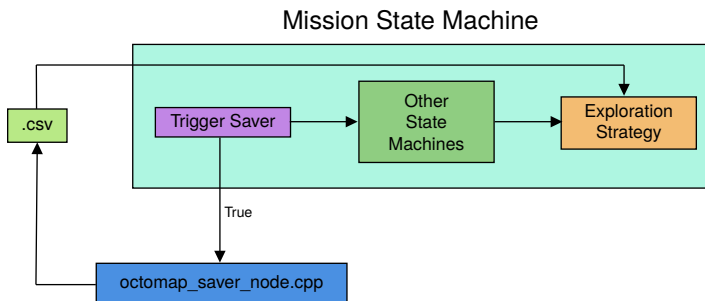 Mission State Machine
.csv
Trigger Saver
Other
State
Machines
Exploration
Strategy
True
octomap_saver_node.cpp